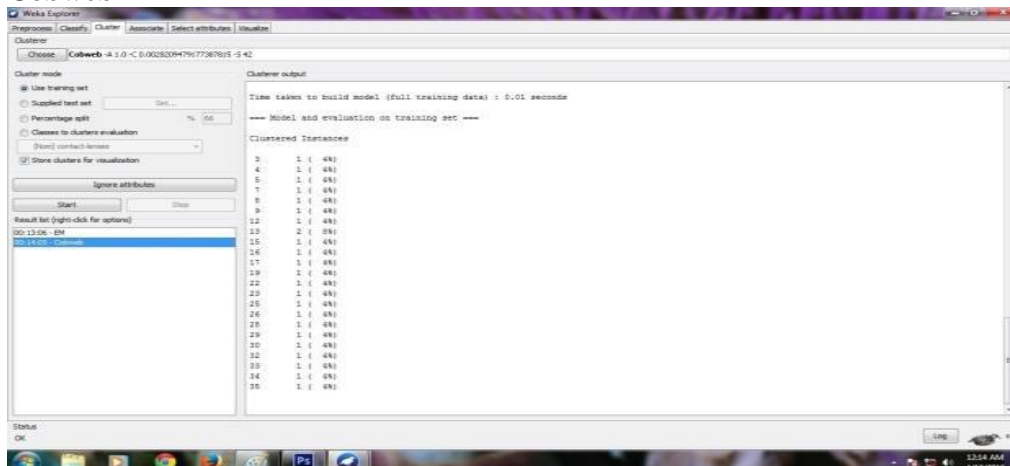 Weka Explorer
Preprocess Classify Cluster Associate Select attributes Visualize
Clusterer
Choose Cobweb -A 1.0 -C 0.0028209479177387815 -S 42
Cluster mode
Use training set
Supplied test set Set...
Percentage split % 66
Classes to clusters evaluation
(Nom) contact-lenses
Store clusters for visualization
Ignore attributes
Start Stop
Result list (right-click for options)
00:13:06 - EM
00:14:05 - Cobweb
Clusterer output
Time taken to build model (full training data) : 0.01 seconds
=== Model and evaluation on training set ===
Clustered Instances
3 1 ( 4%)
4 1 ( 4%)
5 1 ( 4%)
7 1 ( 4%)
8 1 ( 4%)
9 1 ( 4%)
12 1 ( 4%)
13 2 ( 8%)
15 1 ( 4%)
16 1 ( 4%)
17 1 ( 4%)
19 1 ( 4%)
22 1 ( 4%)
23 1 ( 4%)
25 1 ( 4%)
26 1 ( 4%)
28 1 ( 4%)
29 1 ( 4%)
30 1 ( 4%)
32 1 ( 4%)
33 1 ( 4%)
34 1 ( 4%)
35 1 ( 4%)
Status
OK
Log
Ps
12:14 AM